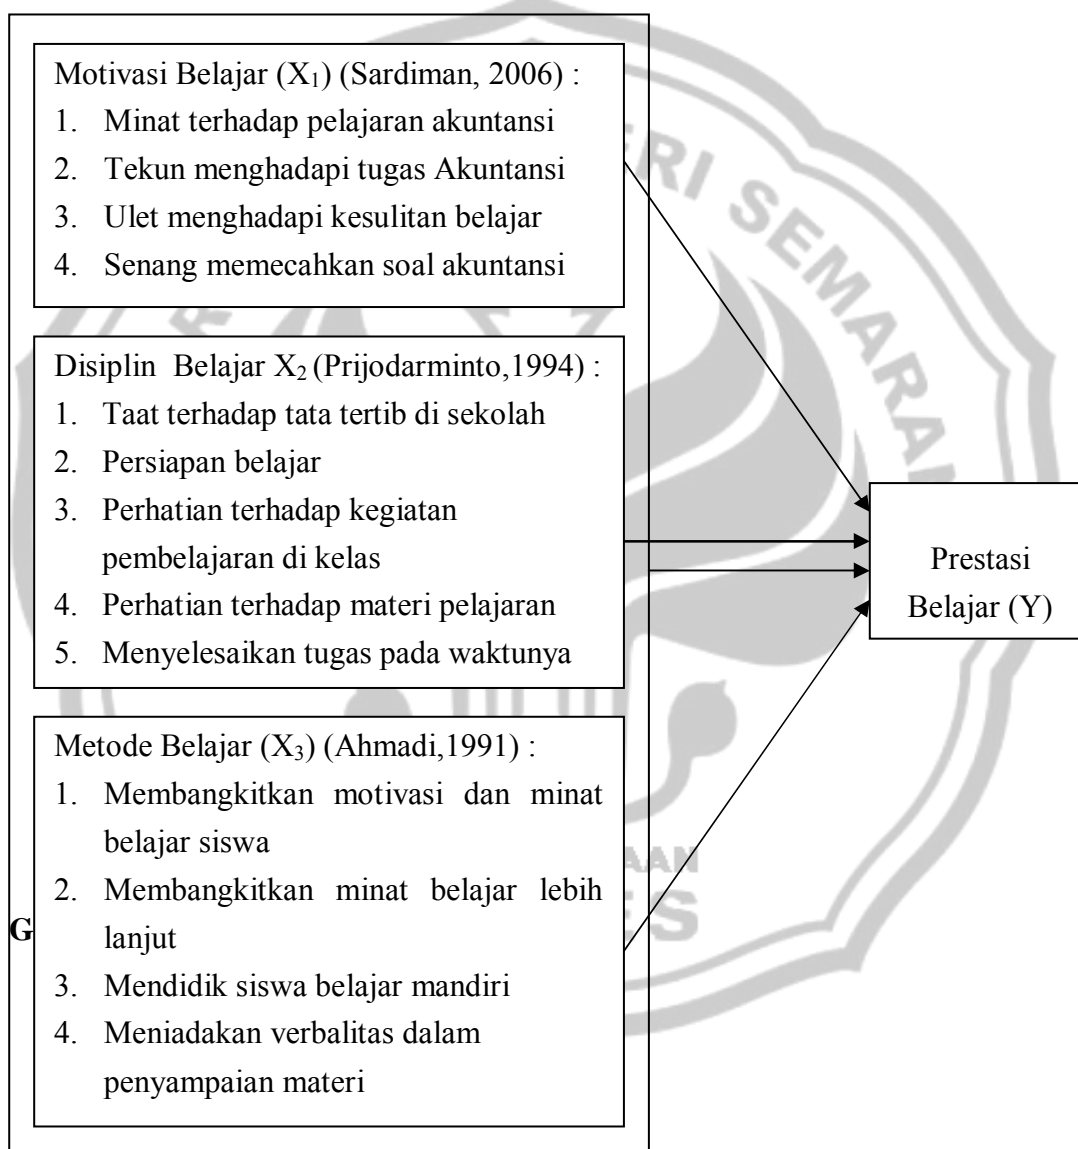 Motivasi Belajar (X₁) (Sardiman, 2006) :
1. Minat terhadap pelajaran akuntansi
2. Tekun menghadapi tugas Akuntansi
3. Ulet menghadapi kesulitan belajar
4. Senang memecahkan soal akuntansi
Disiplin Belajar X₂ (Prijodarminto,1994) :
1. Taat terhadap tata tertib di sekolah
2. Persiapan belajar
3. Perhatian terhadap kegiatan
pembelajaran di kelas
4. Perhatian terhadap materi pelajaran
5. Menyelesaikan tugas pada waktunya
Metode Belajar (X₃) (Ahmadi,1991) :
1. Membangkitkan motivasi dan minat
belajar siswa
2. Membangkitkan minat belajar lebih
lanjut
3. Mendidik siswa belajar mandiri
4. Meniadakan verbalitas dalam
penyampaian materi
G
Prestasi
Belajar (Y)
ERI SEMARAN
AAN
ES